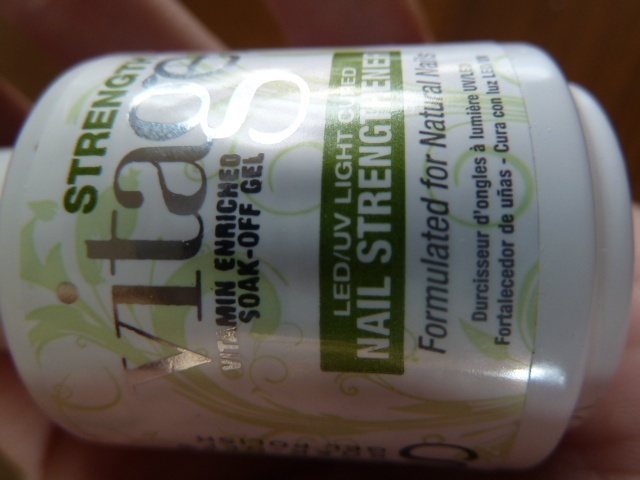 STRENGTH
vitagel
VITAMIN ENRICHED
SOAK-OFF GEL
LED/UV LIGHT CURED
NAIL STRENGTHENER
Formulated for Natural Nails
Durcisseur d'ongles à lumière UV/LED
Fortalecedor de uñas - Cura con luz LED/UV